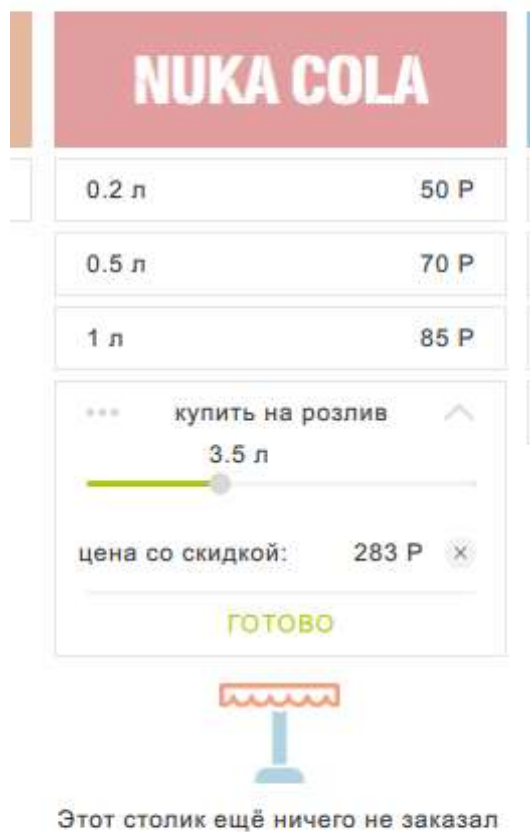 NUKA COLA
0.2 л 50 Р
0.5 л 70 Р
1 л 85 Р
купить на розлив
3.5 л
цена со скидкой: 283 Р
ГОТОВО
Этот столик ещё ничего не заказал